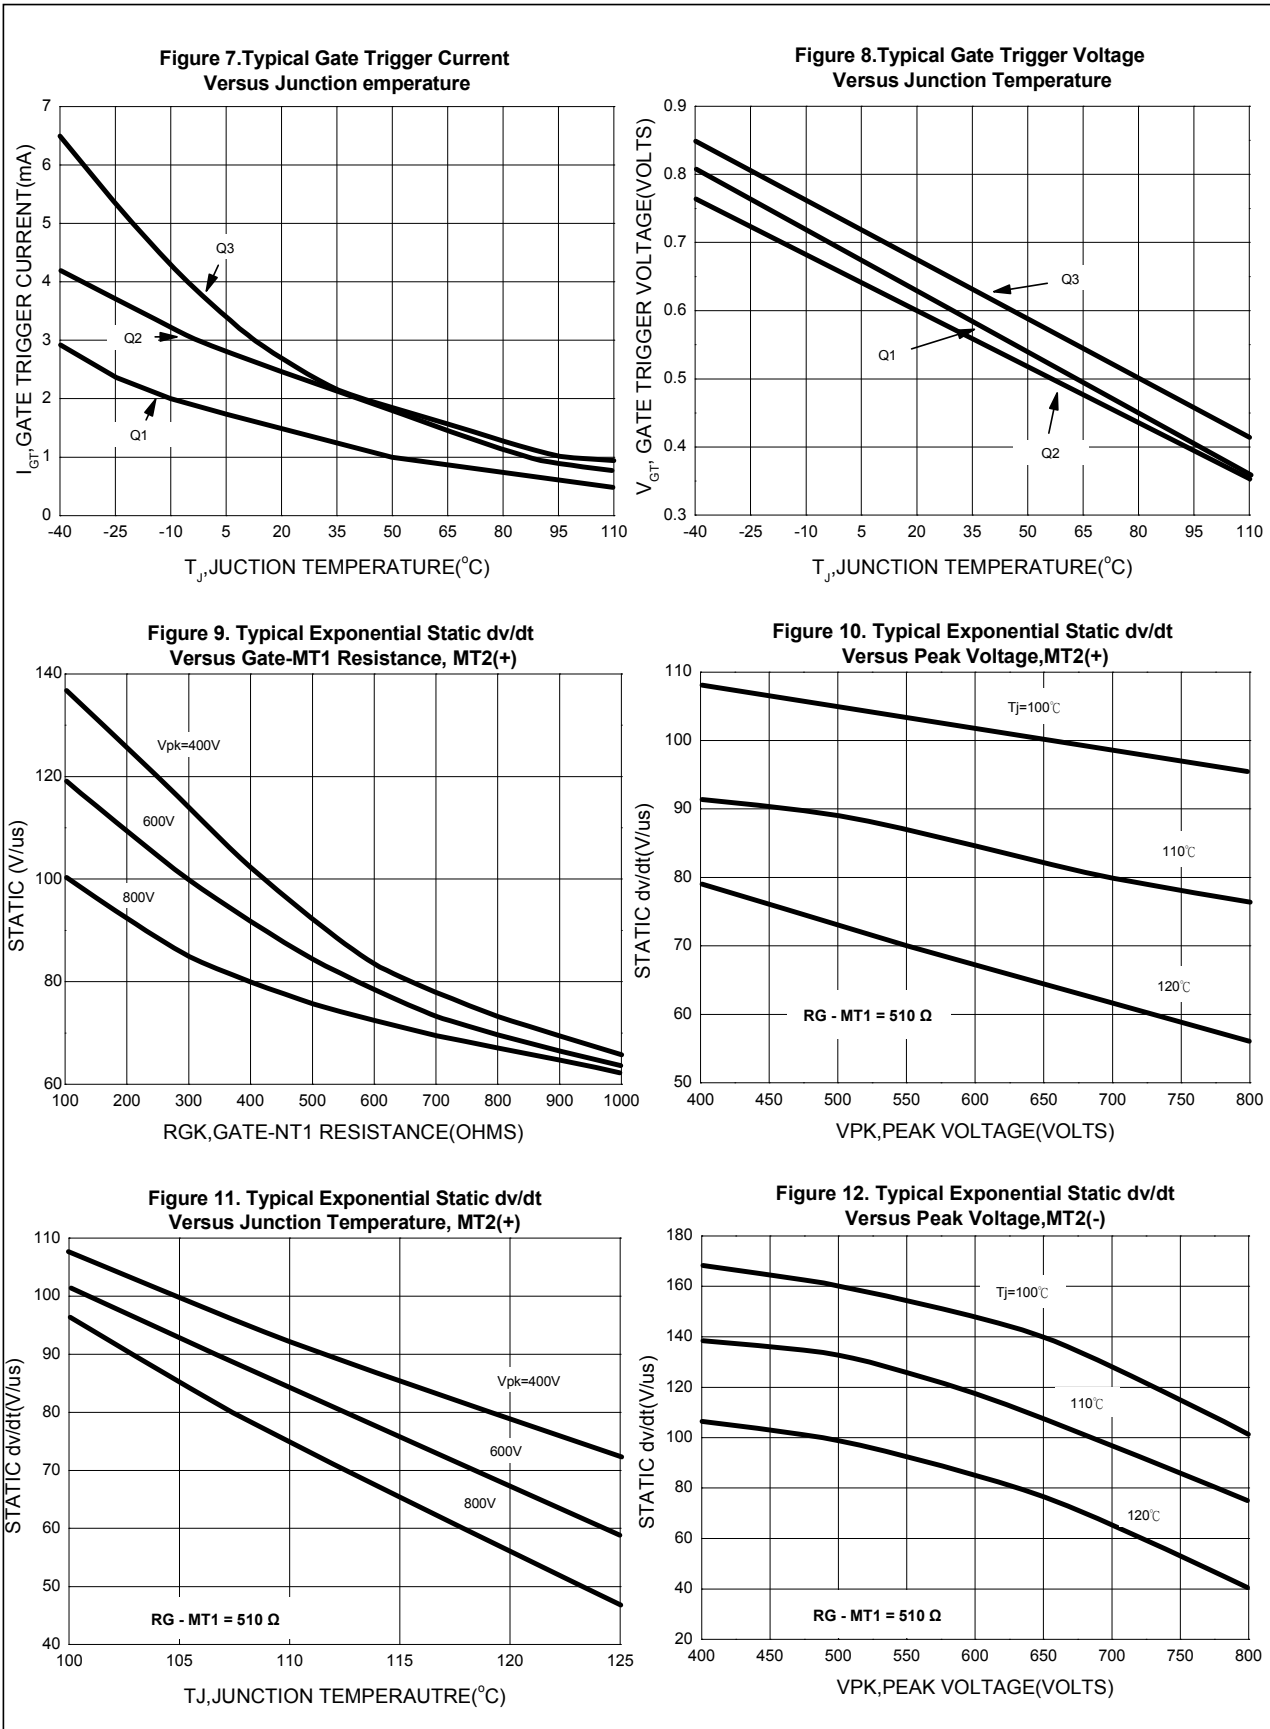 Figure 7.Typical Gate Trigger Current
Versus Junction emperature
7
6
5
4
3
2
1
0
I_GT,GATE TRIGGER CURRENT(mA)
Q3
Q2
Q1
-40 -25 -10 5 20 35 50 65 80 95 110
T_J,JUCTION TEMPERATURE(°C)
Figure 8.Typical Gate Trigger Voltage
Versus Junction Temperature
0.9
0.8
0.7
0.6
0.5
0.4
0.3
V_GT, GATE TRIGGER VOLTAGE(VOLTS)
Q3
Q1
Q2
-40 -25 -10 5 20 35 50 65 80 95 110
T_J,JUNCTION TEMPERATURE(°C)
Figure 9. Typical Exponential Static dv/dt
Versus Gate-MT1 Resistance, MT2(+)
140
120
100
80
60
STATIC (V/us)
Vpk=400V
600V
800V
100 200 300 400 500 600 700 800 900 1000
RGK,GATE-NT1 RESISTANCE(OHMS)
Figure 10. Typical Exponential Static dv/dt
Versus Peak Voltage,MT2(+)
110
100
90
80
70
60
50
STATIC dv/dt(V/us)
Tj=100℃
110℃
120℃
RG - MT1 = 510 Ω
400 450 500 550 600 650 700 750 800
VPK,PEAK VOLTAGE(VOLTS)
Figure 11. Typical Exponential Static dv/dt
Versus Junction Temperature, MT2(+)
110
100
90
80
70
60
50
40
STATIC dv/dt(V/us)
Vpk=400V
600V
800V
RG - MT1 = 510 Ω
100 105 110 115 120 125
TJ,JUNCTION TEMPERAUTRE(°C)
Figure 12. Typical Exponential Static dv/dt
Versus Peak Voltage,MT2(-)
180
160
140
120
100
80
60
40
20
STATIC dv/dt(V/us)
Tj=100℃
110℃
120℃
RG - MT1 = 510 Ω
400 450 500 550 600 650 700 750 800
VPK,PEAK VOLTAGE(VOLTS)